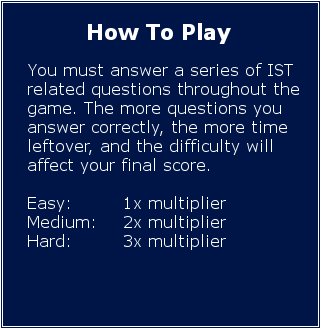 How To Play
You must answer a series of IST
related questions throughout the
game. The more questions you
answer correctly, the more time
leftover, and the difficulty will
affect your final score.
Easy: 1x multiplier
Medium: 2x multiplier
Hard: 3x multiplier